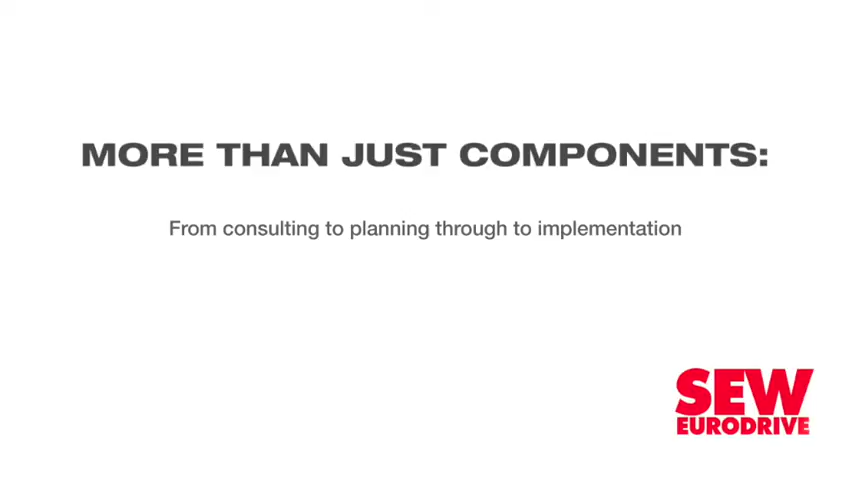 MORE THAN JUST COMPONENTS:
From consulting to planning through to implementation
SEW
EURODRIVE